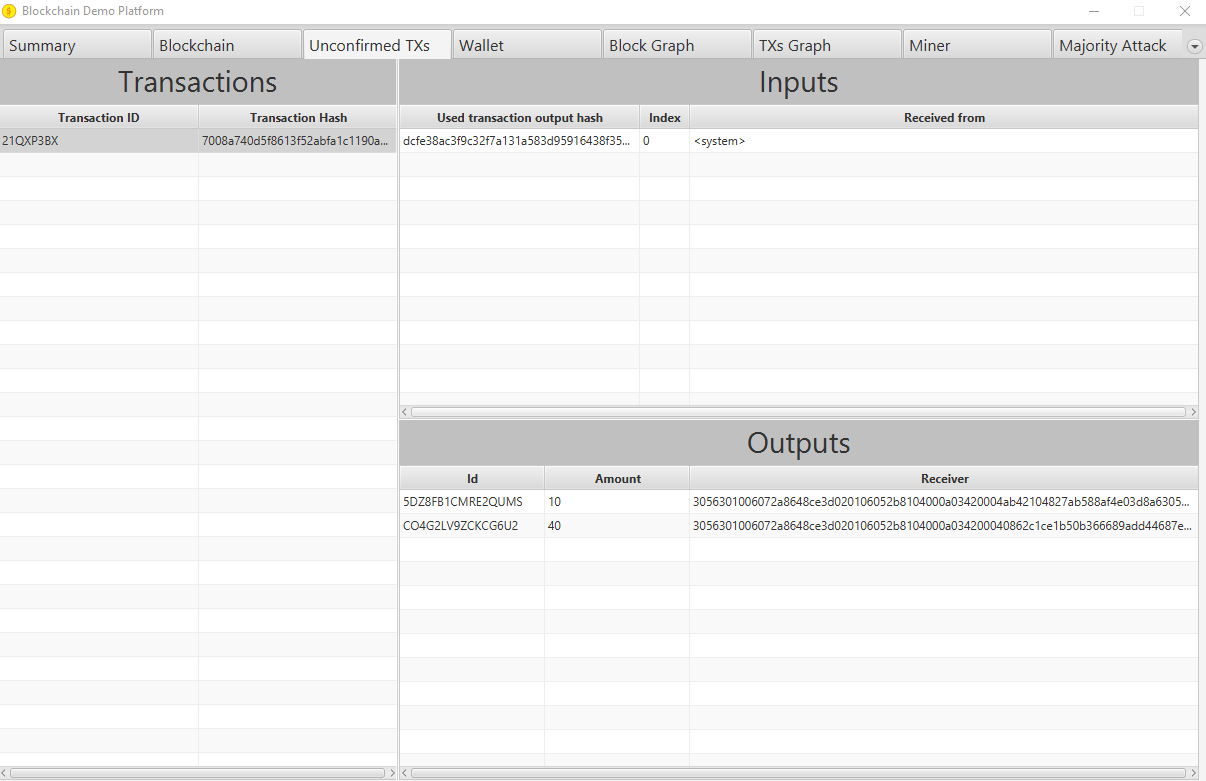 Blockchain Demo Platform
Summary Blockchain Unconfirmed TXs Wallet Block Graph TXs Graph Miner Majority Attack
Transactions
Transaction ID Transaction Hash
21QXP3BX 7008a740d5f8613f52abfa1c1190a...
Inputs
Used transaction output hash Index Received from
dcfe38ac3f9c32f7a131a583d95916438f35... 0 <system>
Outputs
Id Amount Receiver
5DZ8FB1CMRE2QUMS 10 3056301006072a8648ce3d020106052b8104000a03420004ab42104827ab588af4e03d8a6305...
CO4G2LV9ZCKCG6U2 40 3056301006072a8648ce3d020106052b8104000a034200040862c1ce1b50b366689add44687e...